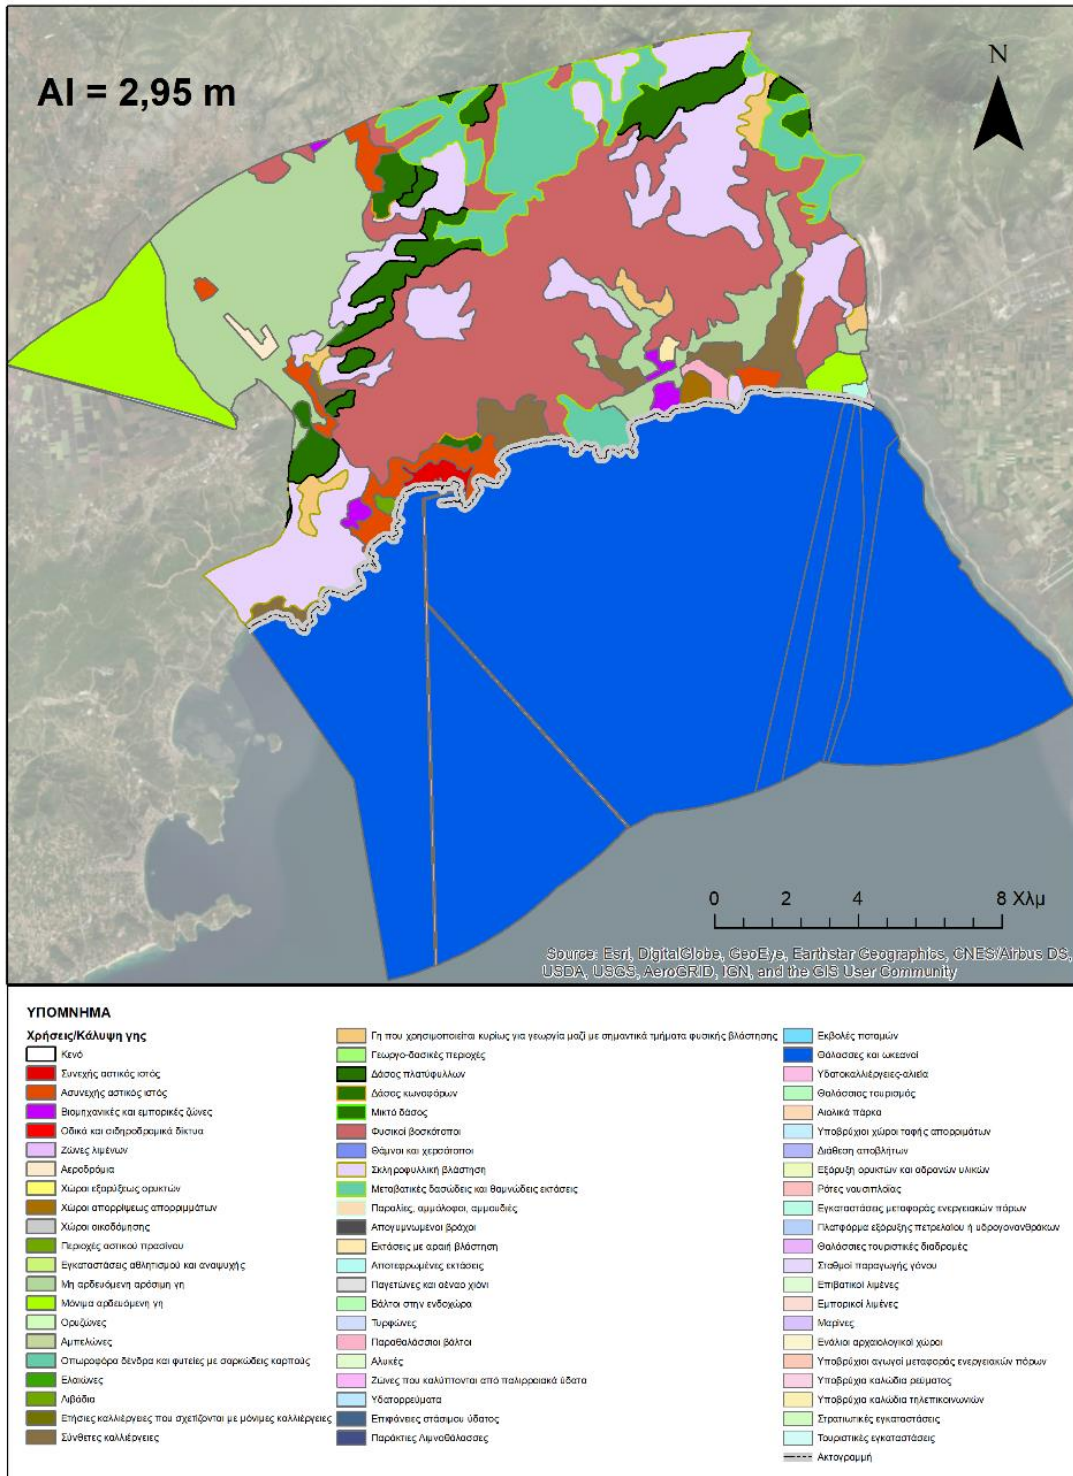 AI = 2,95 m
N
0 2 4 8 Χλμ
Source: Esri, DigitalGlobe, GeoEye, Earthstar Geographics, CNES/Airbus DS,
USDA, USGS, AeroGRID, IGN, and the GIS User Community
ΥΠΟΜΝΗΜΑ
Χρήσεις/Κάλυψη γης
Κενό
Συνεχής αστικός ιστός
Ασυνεχής αστικός ιστός
Βιομηχανικές και εμπορικές ζώνες
Οδικά και σιδηροδρομικά δίκτυα
Ζώνες λιμένων
Αεροδρόμια
Χώροι εξορύξεως ορυκτών
Χώροι απορρίψεως απορριμμάτων
Χώροι οικοδόμησης
Περιοχές αστικού πρασίνου
Εγκαταστάσεις αθλητισμού και αναψυχής
Μη αρδευόμενη αρόσιμη γη
Μόνιμα αρδευόμενη γη
Ορυζώνες
Αμπελώνες
Οπωροφόρα δένδρα και φυτείες με σαρκώδεις καρπούς
Ελαιώνες
Λιβάδια
Ετήσιες καλλιέργειες που σχετίζονται με μόνιμες καλλιέργειες
Σύνθετες καλλιέργειες
Γη που χρησιμοποιείται κυρίως για γεωργία μαζί με σημαντικά τμήματα φυσικής βλάστησης
Γεωργο-δασικές περιοχές
Δάσος πλατύφυλλων
Δάσος κωνοφόρων
Μικτό δάσος
Φυσικοί βοσκότοποι
Θάμνοι και χερσότοποι
Σκληροφυλλική βλάστηση
Μεταβατικές δασώδεις και θαμνώδεις εκτάσεις
Παραλίες, αμμόλοφοι, αμμουδιές
Απογυμνωμένοι βράχοι
Εκτάσεις με αραιή βλάστηση
Αποτεφρωμένες εκτάσεις
Παγετώνες και αέναο χιόνι
Βάλτοι στην ενδοχώρα
Τυρφώνες
Παραθαλάσσιοι βάλτοι
Αλυκές
Ζώνες που καλύπτονται από παλιρροιακά ύδατα
Υδατορρεύματα
Επιφάνειες στάσιμου ύδατος
Παράκτιες Λιμνοθάλασσες
Εκβολές ποταμών
Θάλασσες και ωκεανοί
Υδατοκαλλιέργειες-αλιεία
Θαλάσσιος τουρισμός
Αιολικά πάρκα
Υποβρύχιοι χώροι ταφής απορριμάτων
Διάθεση αποβλήτων
Εξόρυξη ορυκτών και αδρανών υλικών
Ρότες ναυσιπλοΐας
Εγκαταστάσεις μεταφοράς ενεργειακών πόρων
Πλατφόρμα εξόρυξης πετρελαίου ή υδρογονανθράκων
Θαλάσσιες τουριστικές διαδρομές
Σταθμοί παραγωγής γόνου
Επιβατικοί λιμένες
Εμπορικοί λιμένες
Μαρίνες
Ενάλιοι αρχαιολογικοί χώροι
Υποβρύχιοι αγωγοί μεταφοράς ενεργειακών πόρων
Υποβρύχια καλώδια ρεύματος
Υποβρύχια καλώδια τηλεπικοινωνιών
Στρατιωτικές εγκαταστάσεις
Τουριστικές εγκαταστάσεις
Ακτογραμμή